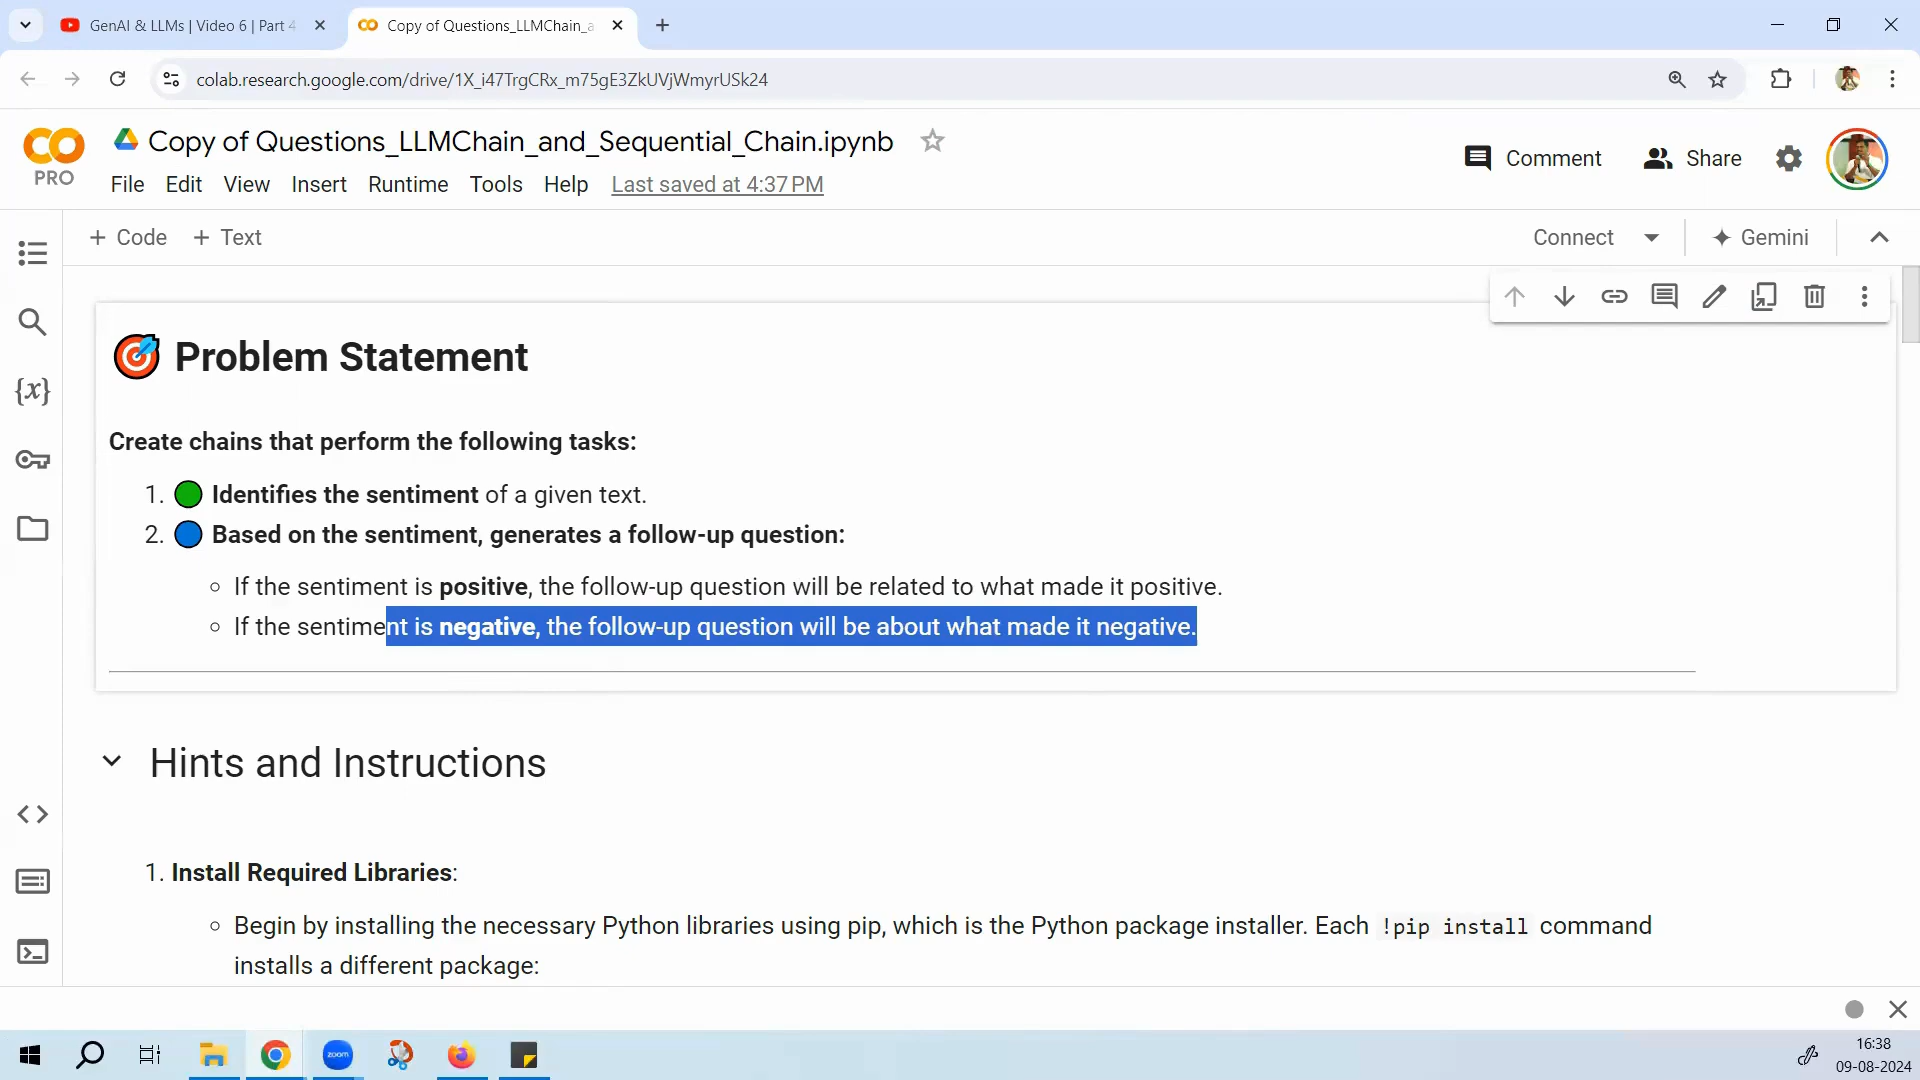 GenAI & LLMs | Video 6 | Part 4
Copy of Questions_LLMChain_a
colab.research.google.com/drive/1X_i47TrgCRx_m75gE3ZkUVjWmyrUSk24
PRO
Copy of Questions_LLMChain_and_Sequential_Chain.ipynb
File Edit View Insert Runtime Tools Help Last saved at 4:37 PM
Comment Share
+ Code + Text
Connect Gemini
{x}
Problem Statement
Create chains that perform the following tasks:
1. Identifies the sentiment of a given text.
2. Based on the sentiment, generates a follow-up question:
If the sentiment is positive, the follow-up question will be related to what made it positive.
If the sentiment is negative, the follow-up question will be about what made it negative.
Hints and Instructions
1. Install Required Libraries:
Begin by installing the necessary Python libraries using pip, which is the Python package installer. Each !pip install command
installs a different package:
zoom
16:38
09-08-2024